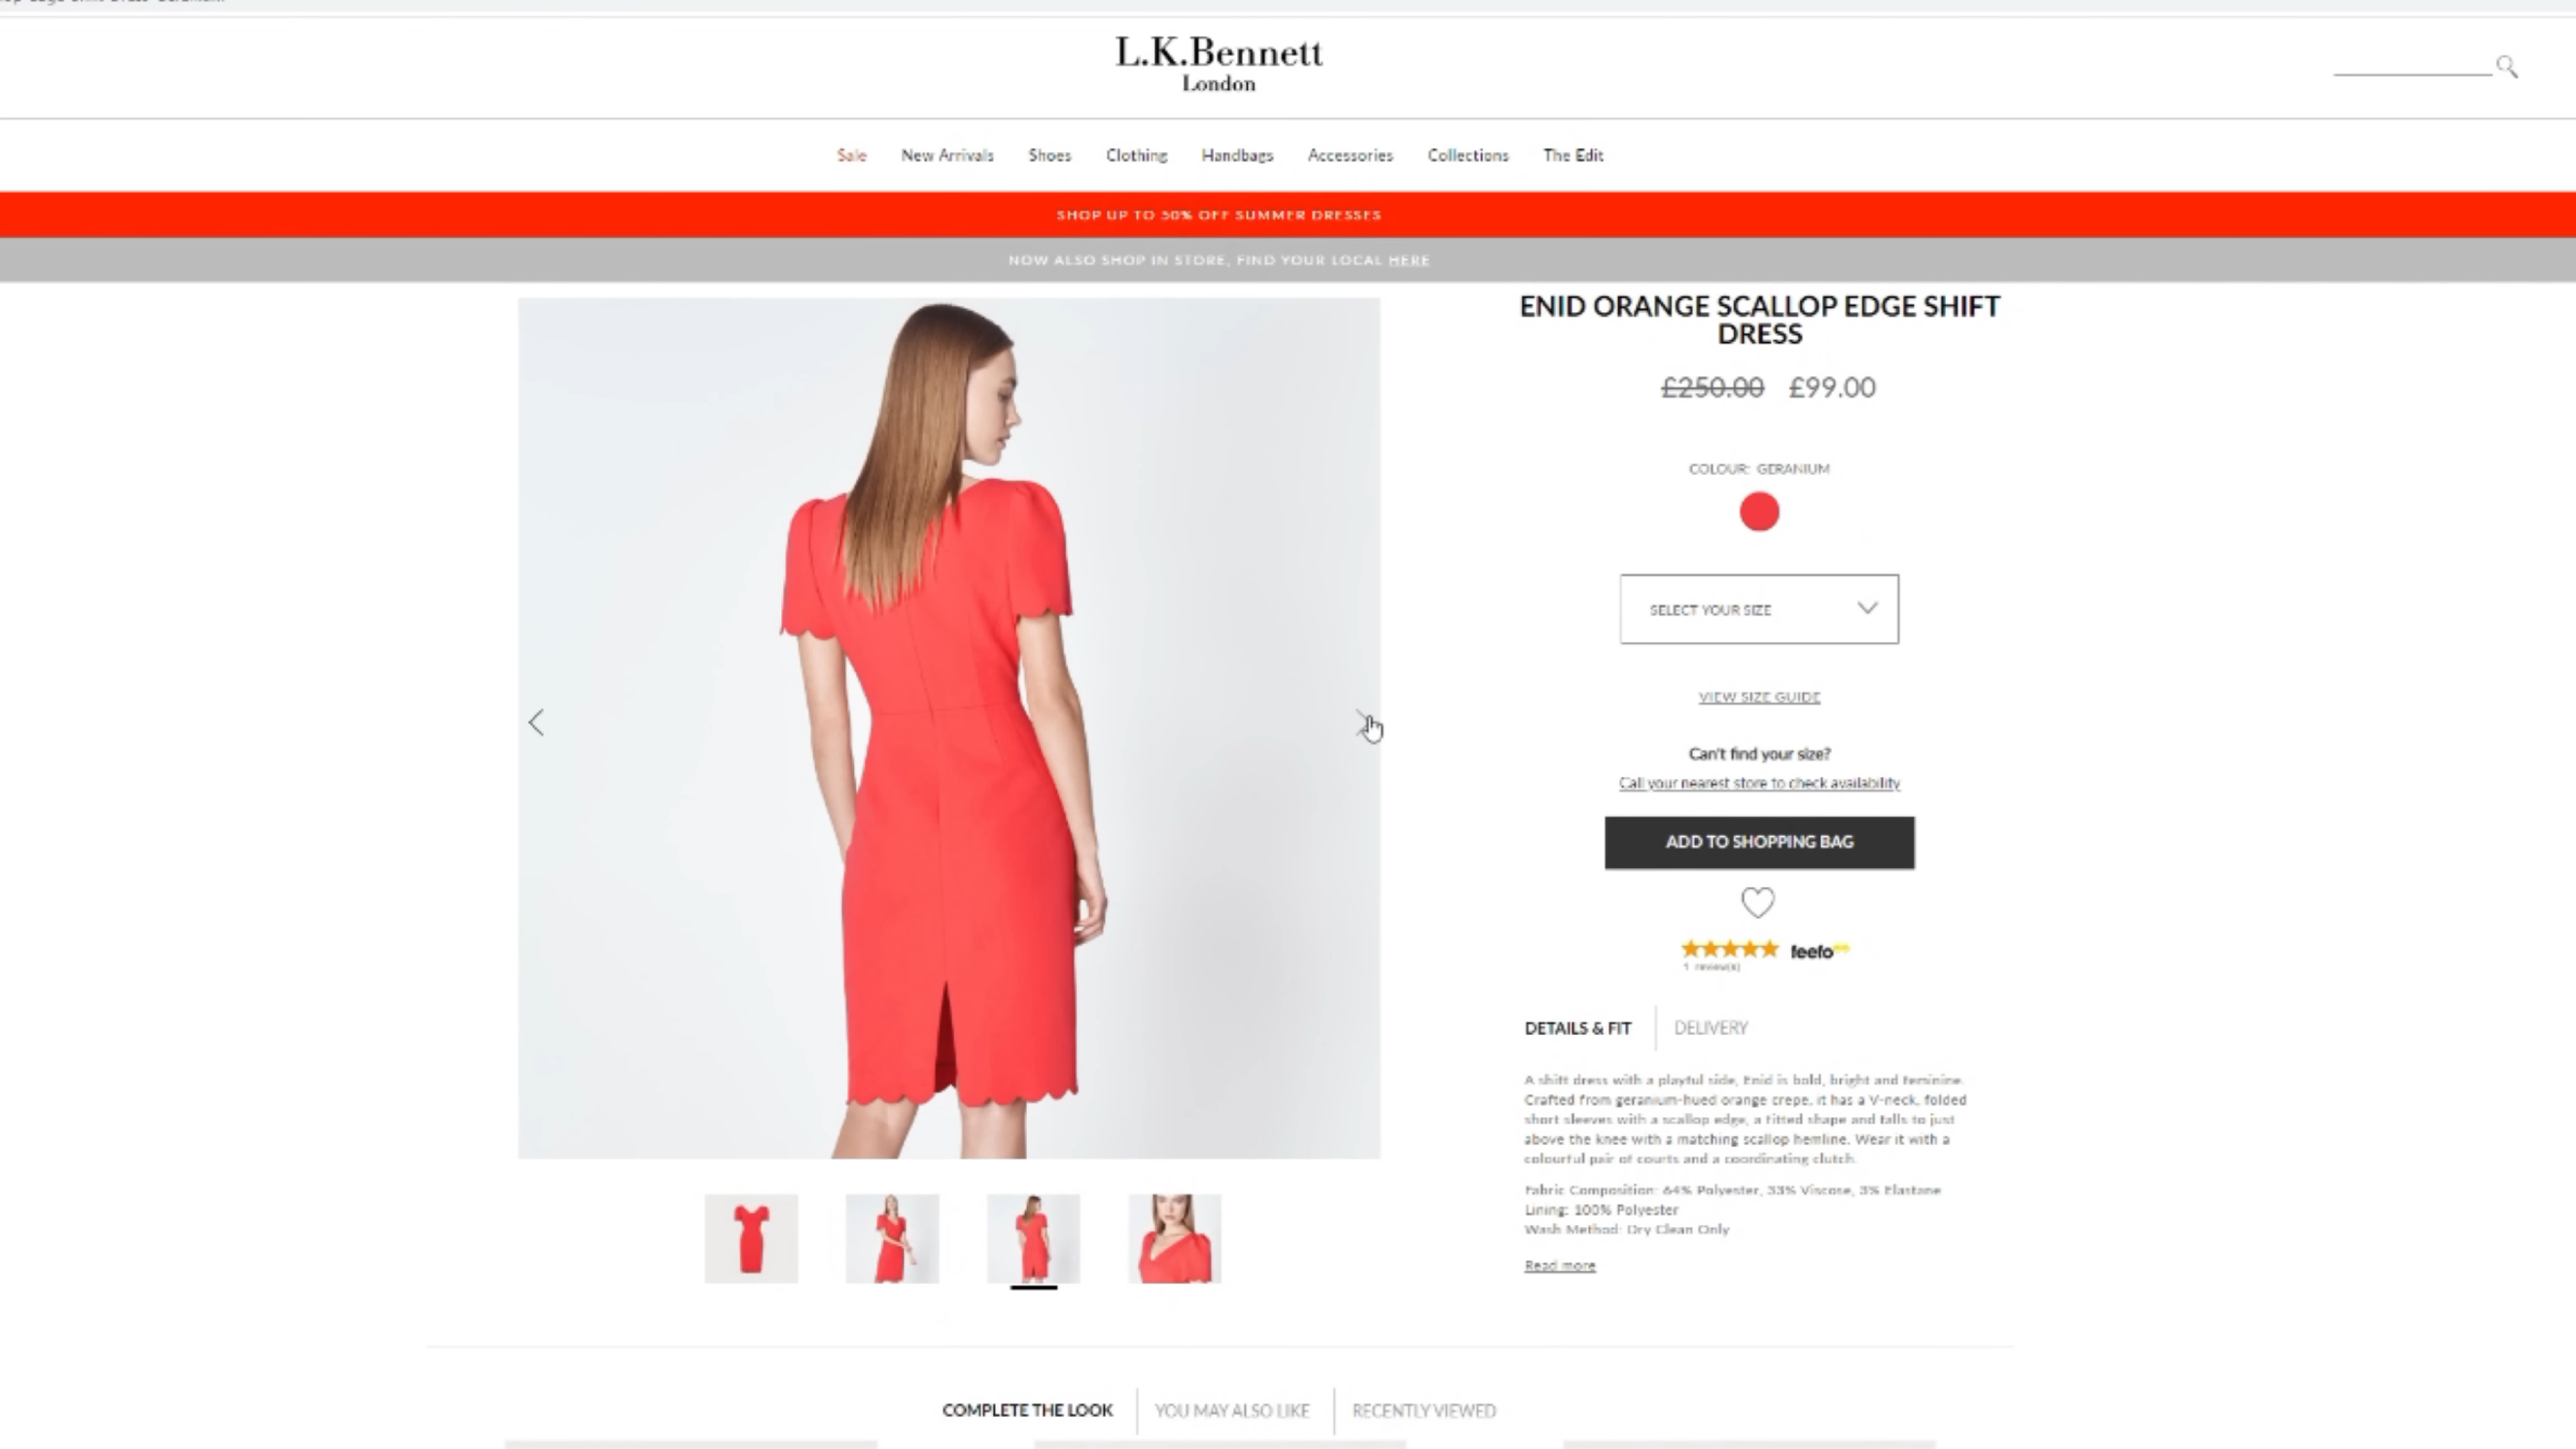 L.K.Bennett
London
Sale New Arrivals Shoes Clothing Handbags Accessories Collections The Edit
SHOP UP TO 50% OFF SUMMER DRESSES
NOW ALSO SHOP IN STORE, FIND YOUR LOCAL HERE
ENID ORANGE SCALLOP EDGE SHIFT
DRESS
£250.00 £99.00
COLOUR: GERANIUM
SELECT YOUR SIZE
VIEW SIZE GUIDE
Can't find your size?
Call your nearest store to check availability
ADD TO SHOPPING BAG
feefo
1 review(s)
DETAILS & FIT DELIVERY
A shift dress with a playful side, Enid is bold, bright and feminine.
Crafted from geranium-hued orange crepe, it has a V-neck, folded
short sleeves with a scallop edge, a fitted shape and falls to just
above the knee with a matching scallop hemline. Wear it with a
colourful pair of courts and a coordinating clutch.
Fabric Composition: 64% Polyester, 33% Viscose, 3% Elastane
Lining: 100% Polyester
Wash Method: Dry Clean Only
Read more
COMPLETE THE LOOK YOU MAY ALSO LIKE RECENTLY VIEWED